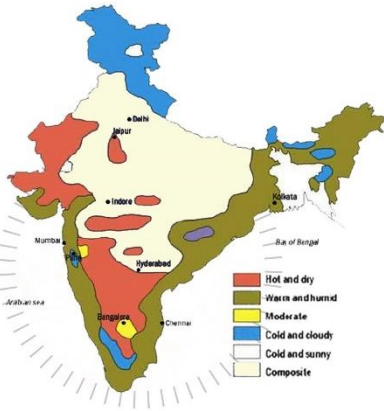 Delhi
Jaipur
Indore
Kolkata
Mumbai
Pune
Bay of Bengal
Hyderabad
Arabian sea
Hot and dry
Warm and humid
Moderate
Bangalore
Chennai
Cold and cloudy
Cold and sunny
Composite